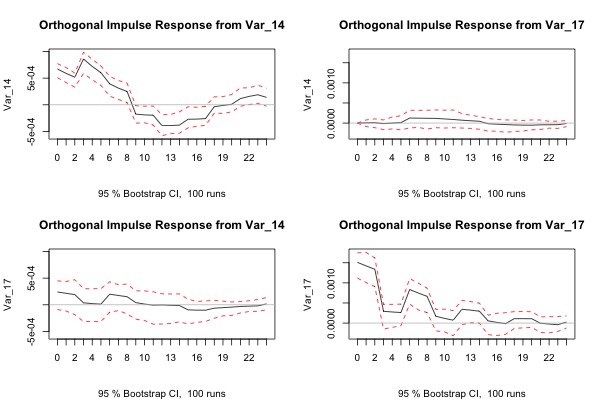 Orthogonal Impulse Response from Var_14
Var_14
5e-04
-5e-04
0 2 4 6 8 10 13 16 19 22
95 % Bootstrap CI, 100 runs
Orthogonal Impulse Response from Var_17
Var_14
0.0010
0.0000
0 2 4 6 8 10 13 16 19 22
95 % Bootstrap CI, 100 runs
Orthogonal Impulse Response from Var_14
Var_17
5e-04
-5e-04
0 2 4 6 8 10 13 16 19 22
95 % Bootstrap CI, 100 runs
Orthogonal Impulse Response from Var_17
Var_17
0.0010
0.0000
0 2 4 6 8 10 13 16 19 22
95 % Bootstrap CI, 100 runs